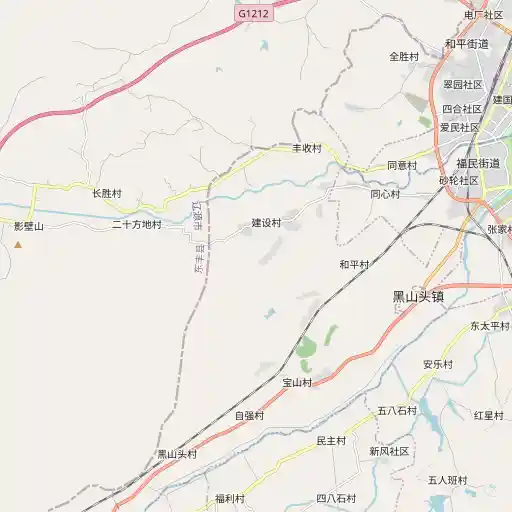 G1212
电厂社区
和平街道
全胜村
翠园社区
建国
四合社区
爱民社区
丰收村
福民街道
同意村
砂轮社区
长胜村
同心村
影壁山
二十方地村
建设村
张家村
东丰县
和平村
黑山头镇
东太平村
安乐村
宝山村
五八石村
自强村
红星村
民主村
黑山头村
新风社区
五人班村
福利村
四八石村